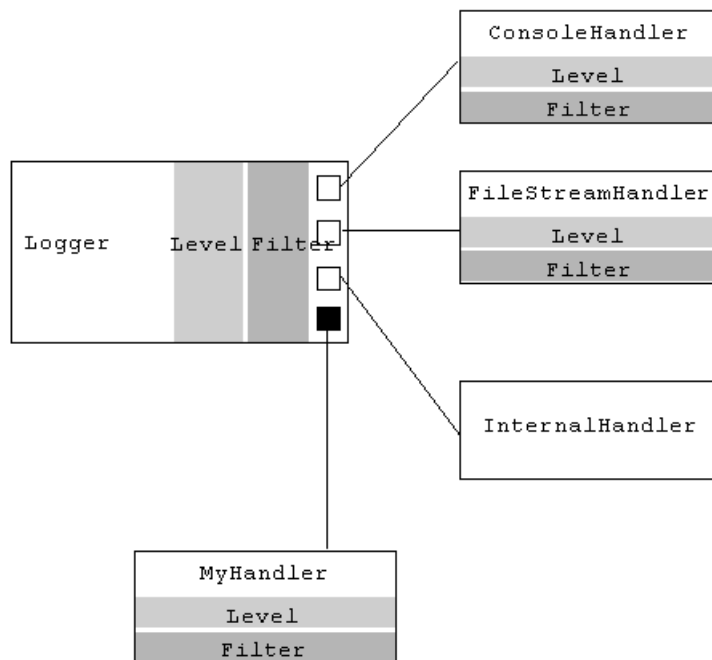 ConsoleHandler
Level
Filter
FileStreamHandler
Level
Filter
Logger
Level
Filter
InternalHandler
MyHandler
Level
Filter